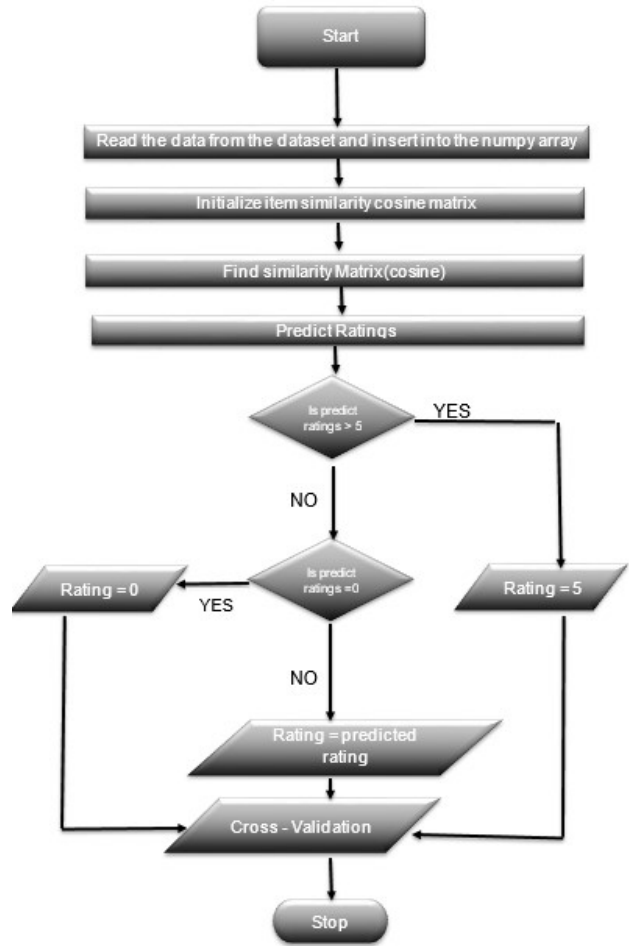 Start
Read the data from the dataset and insert into the numpy array
Initialize item similarity cosine matrix
Find similarity Matrix(cosine)
Predict Ratings
Is predict
ratings > 5
YES
NO
Is predict
ratings =0
Rating = 0
YES
Rating = 5
NO
Rating = predicted
rating
Cross - Validation
Stop